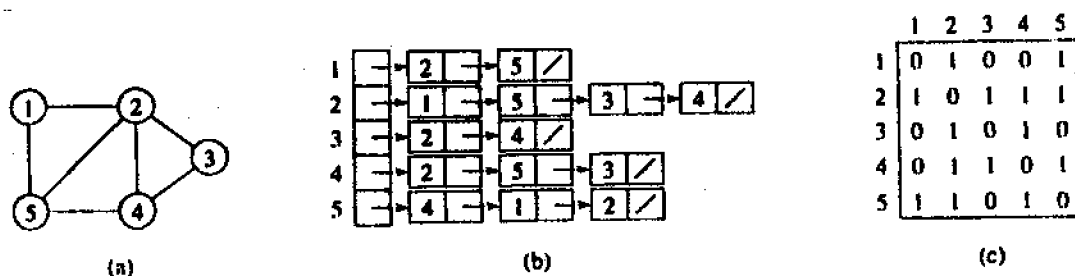 1 2 3 5 4
(a)
1 2 5
2 1 5 3 4
3 2 4
4 2 5 3
5 4 1 2
(b)
1 2 3 4 5
1 0 1 0 0 1
2 1 0 1 1 1
3 0 1 0 1 0
4 0 1 1 0 1
5 1 1 0 1 0
(c)